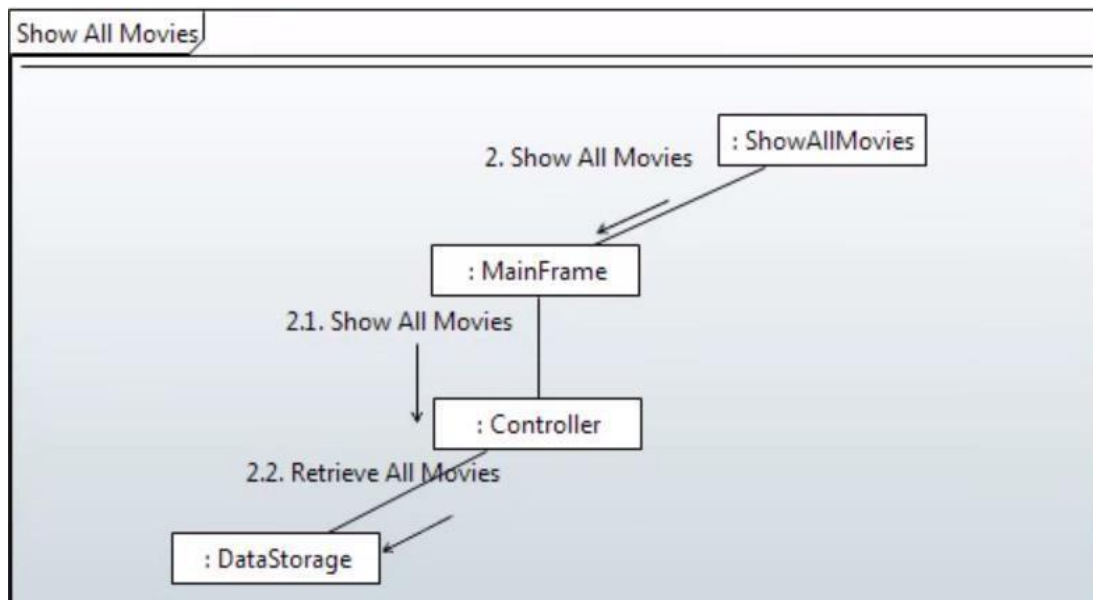 Show All Movies
: ShowAllMovies
2. Show All Movies
: MainFrame
2.1. Show All Movies
: Controller
2.2. Retrieve All Movies
: DataStorage